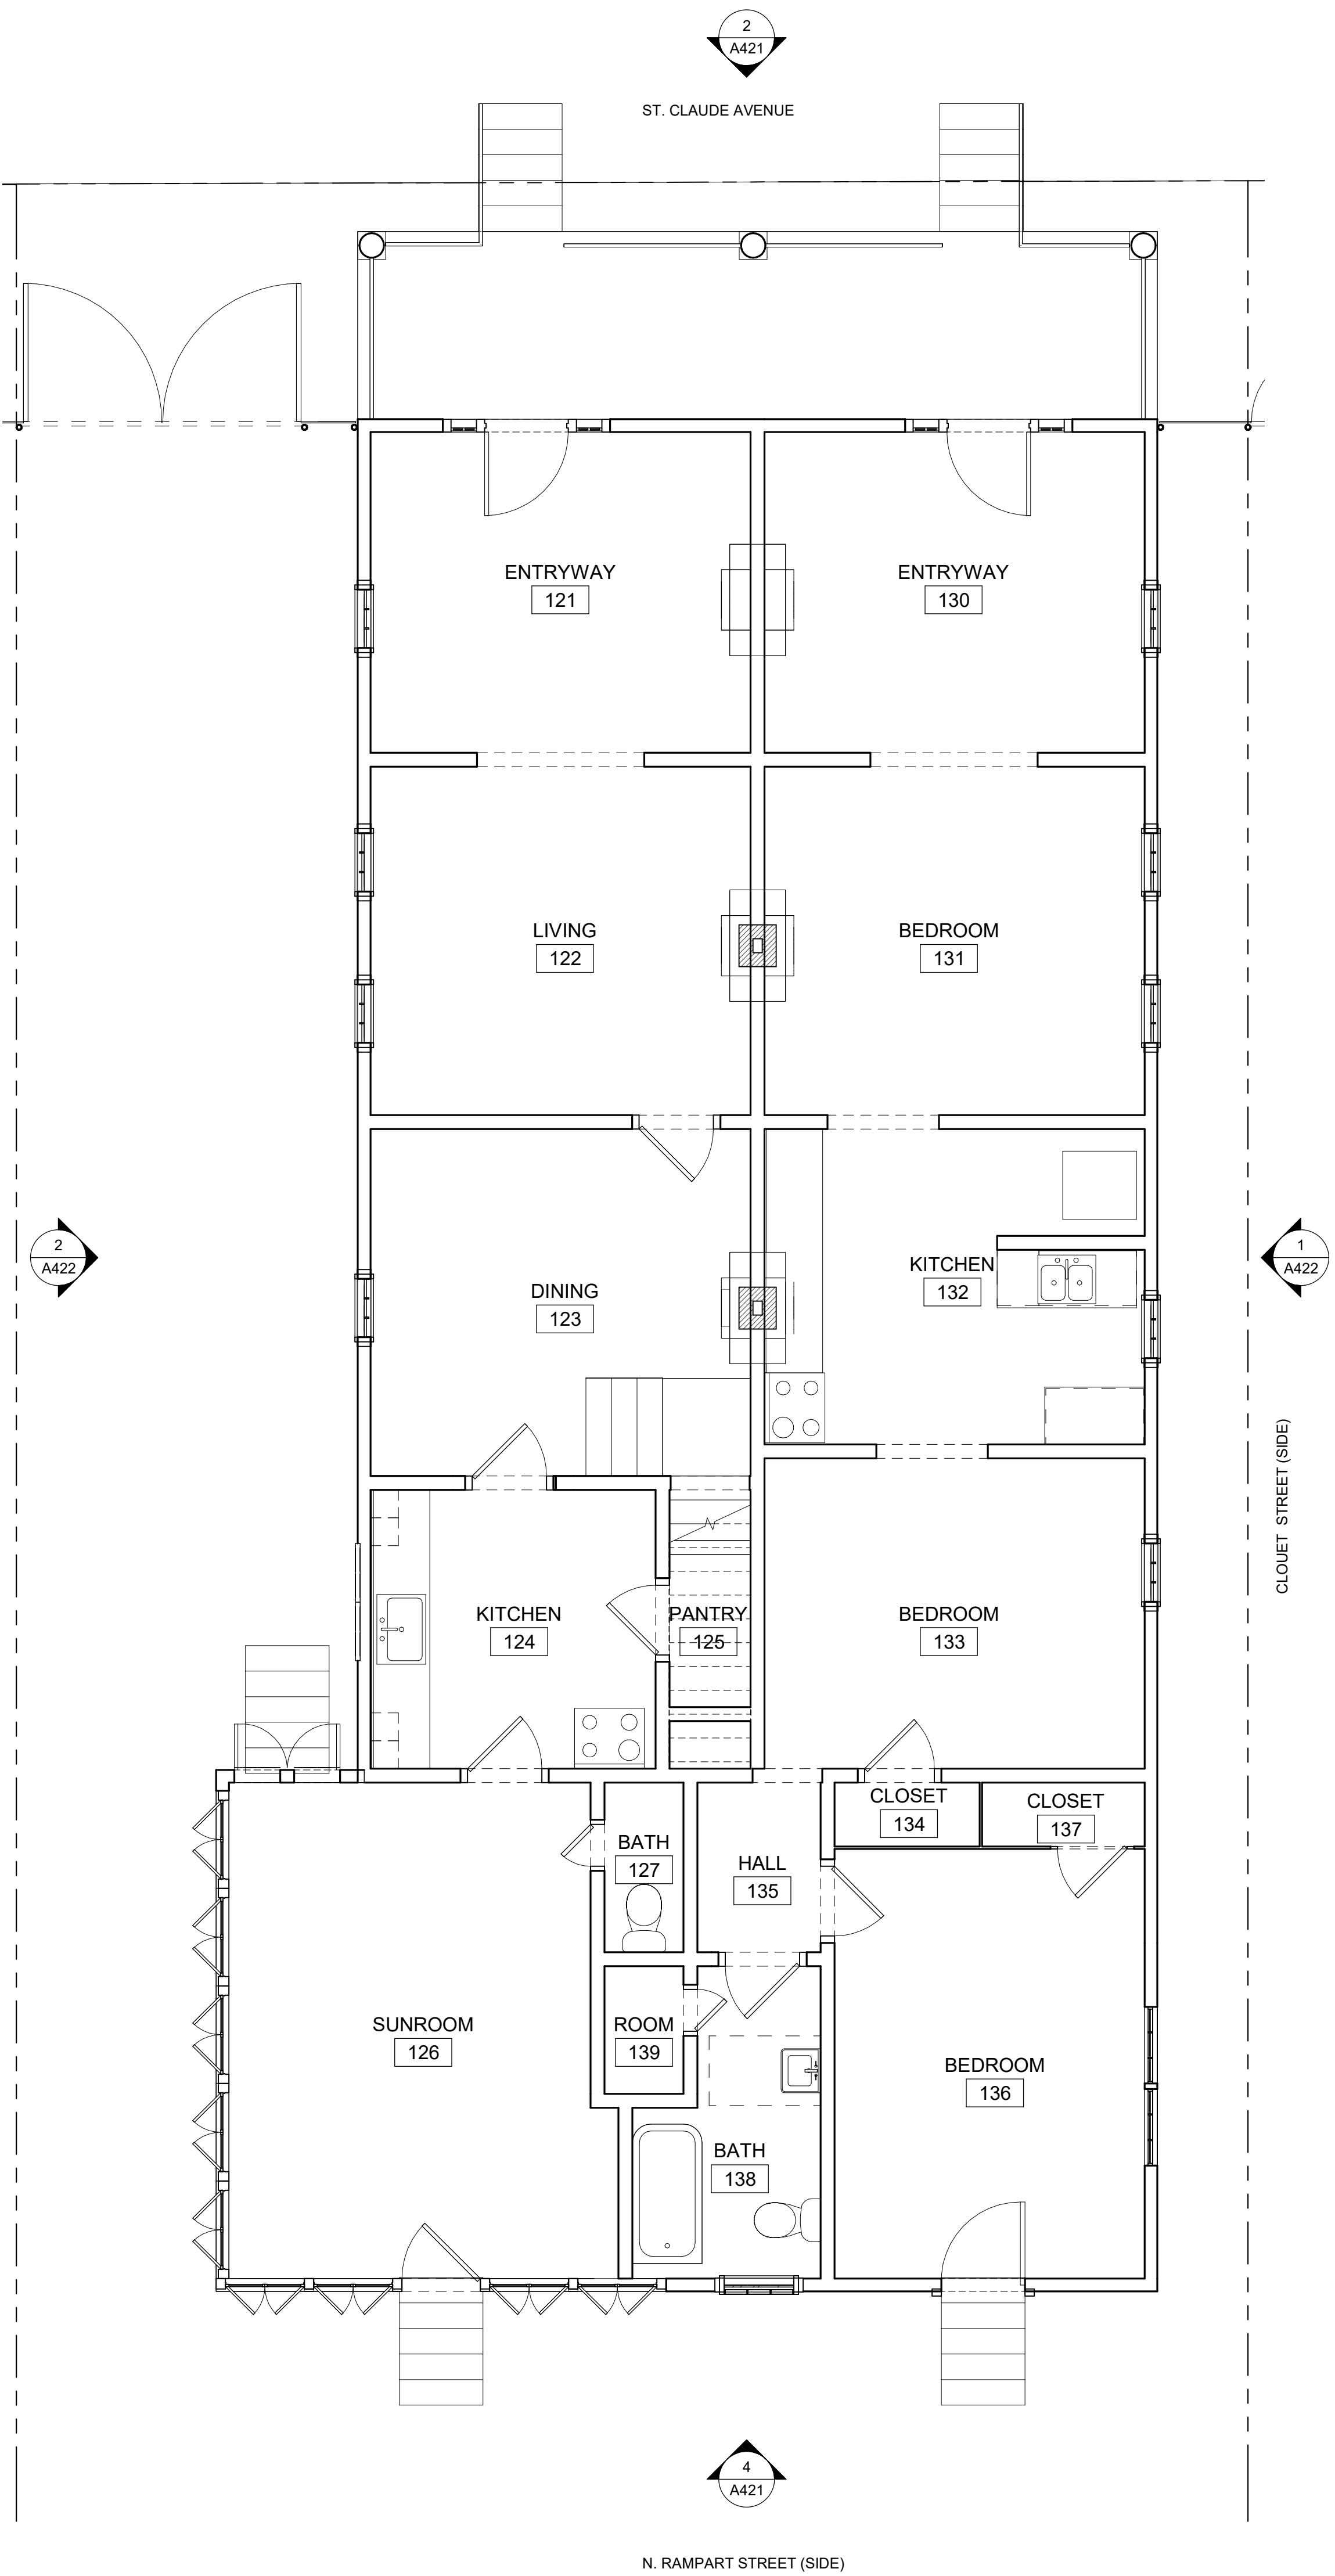 2
A421
ST. CLAUDE AVENUE
ENTRYWAY
121
ENTRYWAY
130
LIVING
122
BEDROOM
131
2
A422
DINING
123
KITCHEN
132
1
A422
CLOUET STREET (SIDE)
KITCHEN
124
PANTRY
125
BEDROOM
133
CLOSET
134
CLOSET
137
BATH
127
HALL
135
SUNROOM
126
ROOM
139
BEDROOM
136
BATH
138
4
A421
N. RAMPART STREET (SIDE)